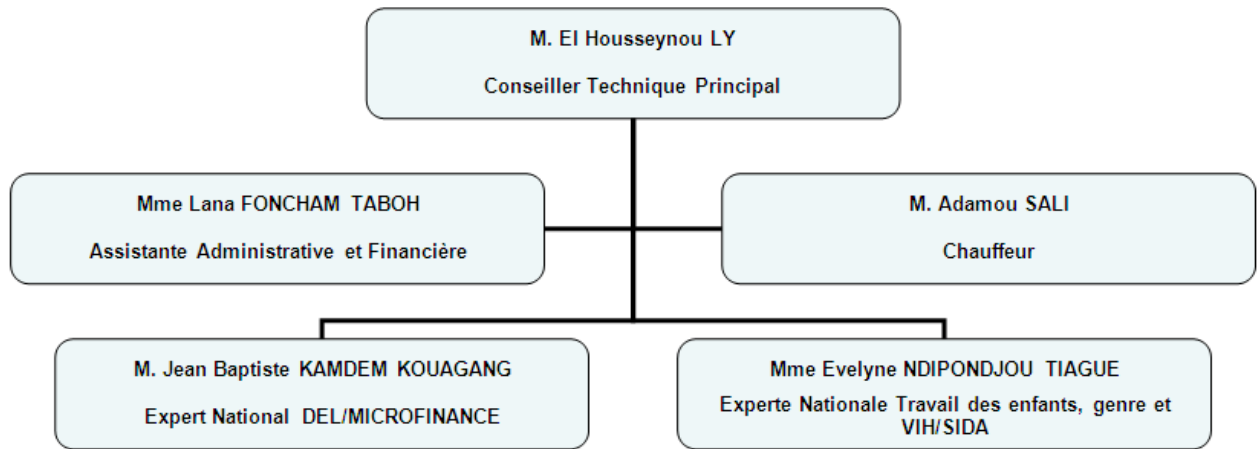 M. El Housseynou LY
Conseiller Technique Principal
Mme Lana FONCHAM TABOH
Assistante Administrative et Financière
M. Adamou SALI
Chauffeur
M. Jean Baptiste KAMDEM KOUAGANG
Expert National DEL/MICROFINANCE
Mme Evelyne NDIPONDJOU TIAGUE
Experte Nationale Travail des enfants, genre et
VIH/SIDA